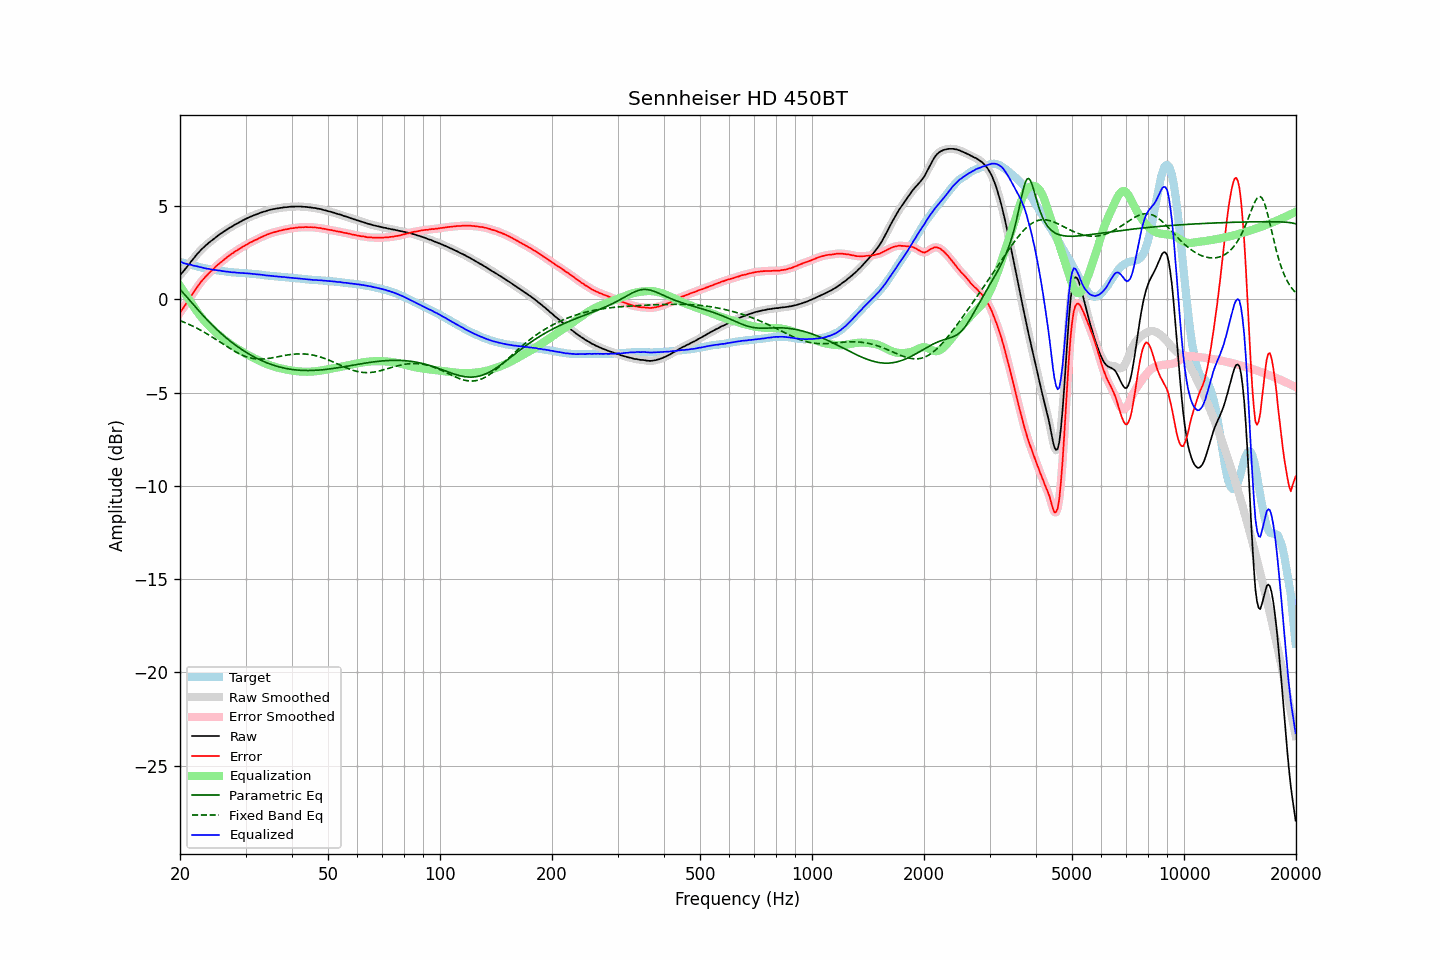 Sennheiser HD 450BT
Amplitude (dBr)
5
0
−5
−10
−15
−20
−25
Target
Raw Smoothed
Error Smoothed
Raw
Error
Equalization
Parametric Eq
Fixed Band Eq
Equalized
20 50 100 200 500 1000 2000 5000 10000 20000
Frequency (Hz)